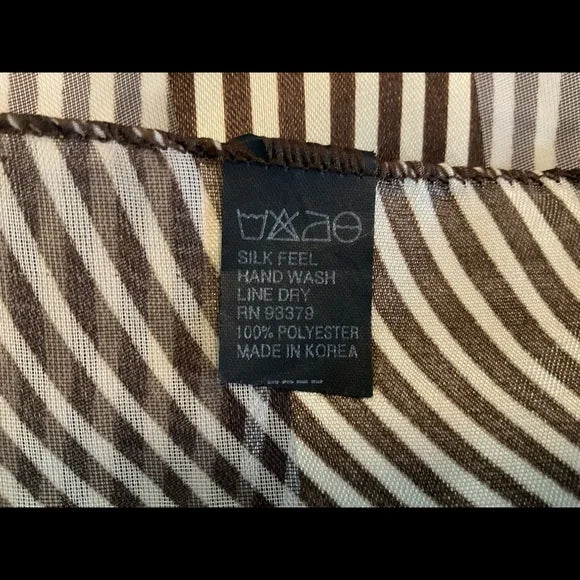 SILK FEEL
HAND WASH
LINE DRY
RN 93379
100% POLYESTER
MADE IN KOREA